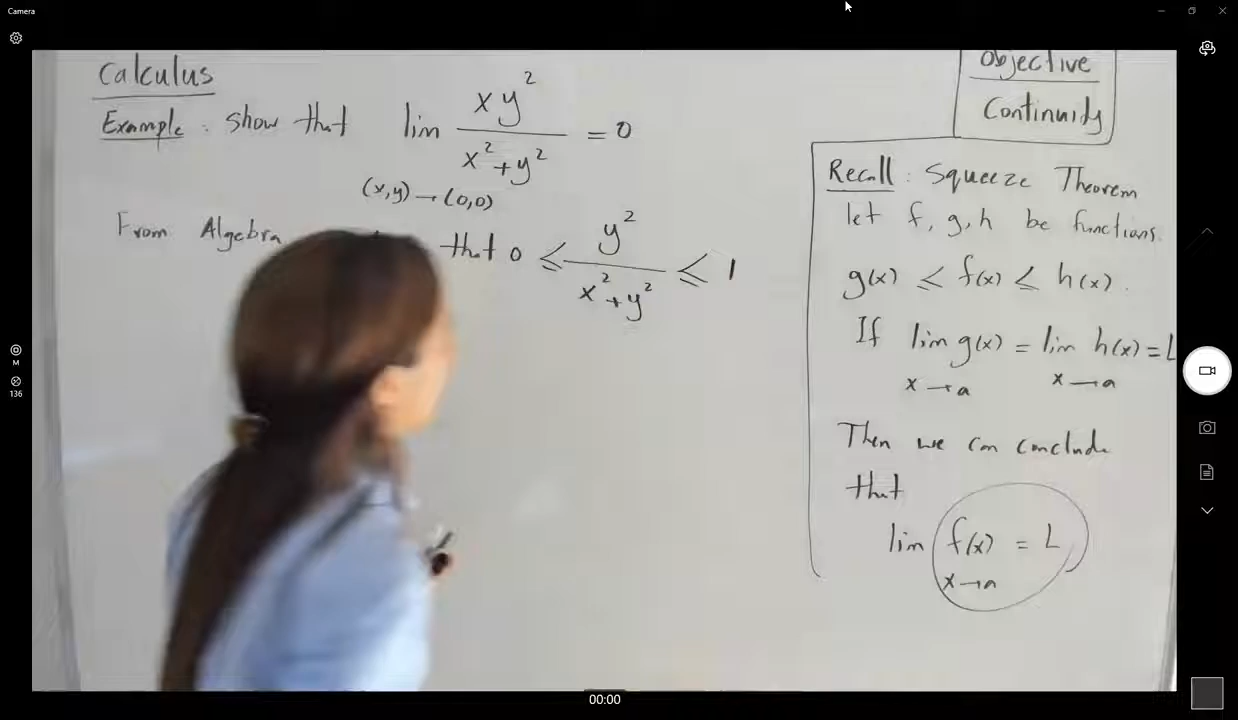 Camera
Calculus
Example : show that lim xy²/(x²+y²) = 0
(x,y) → (0,0)
From Algebra that 0 ≤ y²/(x²+y²) ≤ 1
Objective
Continuity
Recall : Squeeze Theorem
let f, g, h be functions.
g(x) ≤ f(x) ≤ h(x).
If lim g(x) = lim h(x) = L
x → a x → a
Then we can conclude
that
lim f(x) = L
x → a
M
136
00:00